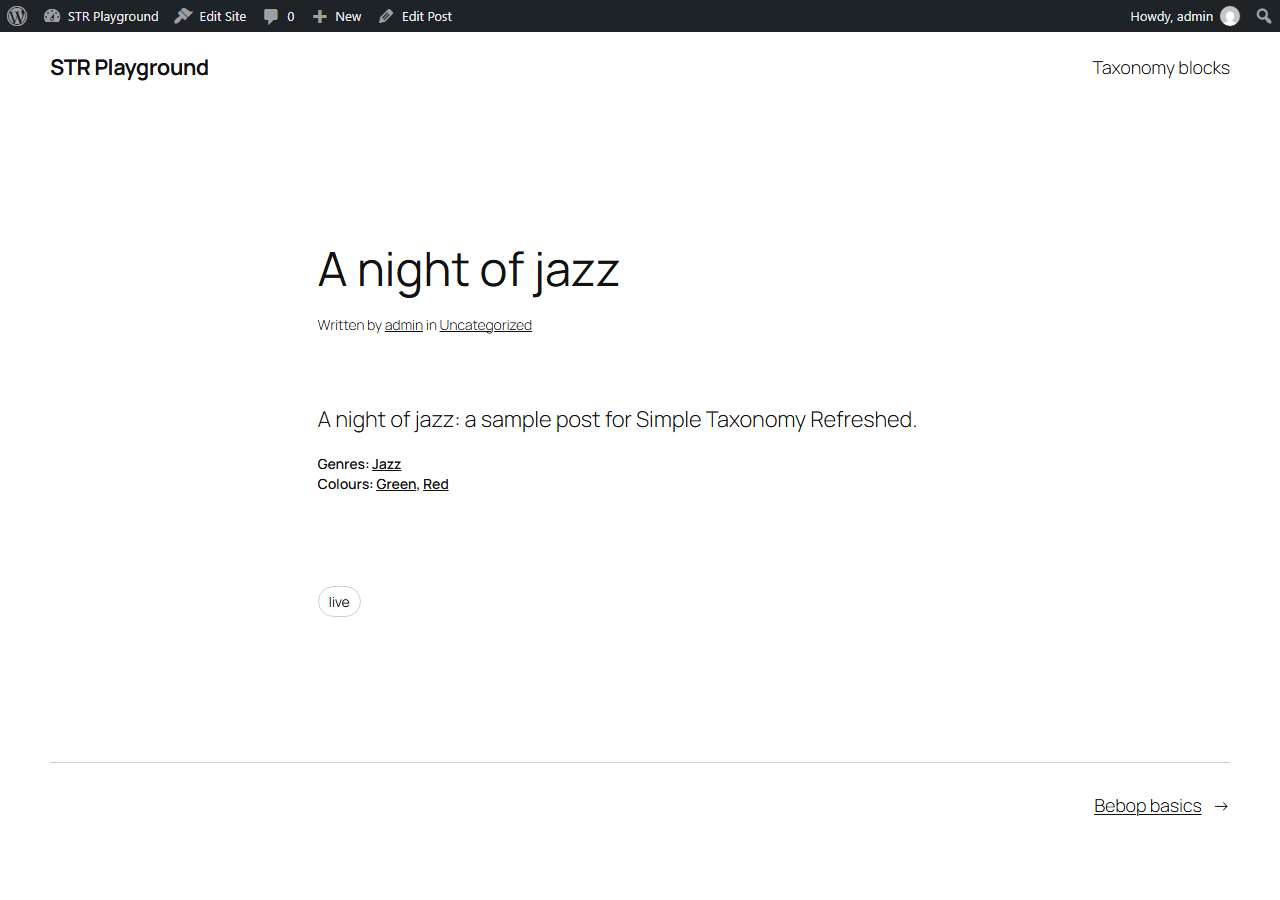 STR Playground Edit Site 0 New Edit Post Howdy, admin
STR Playground Taxonomy blocks
A night of jazz
Written by admin in Uncategorized
A night of jazz: a sample post for Simple Taxonomy Refreshed.
Genres: Jazz
Colours: Green, Red
live
Bebop basics →